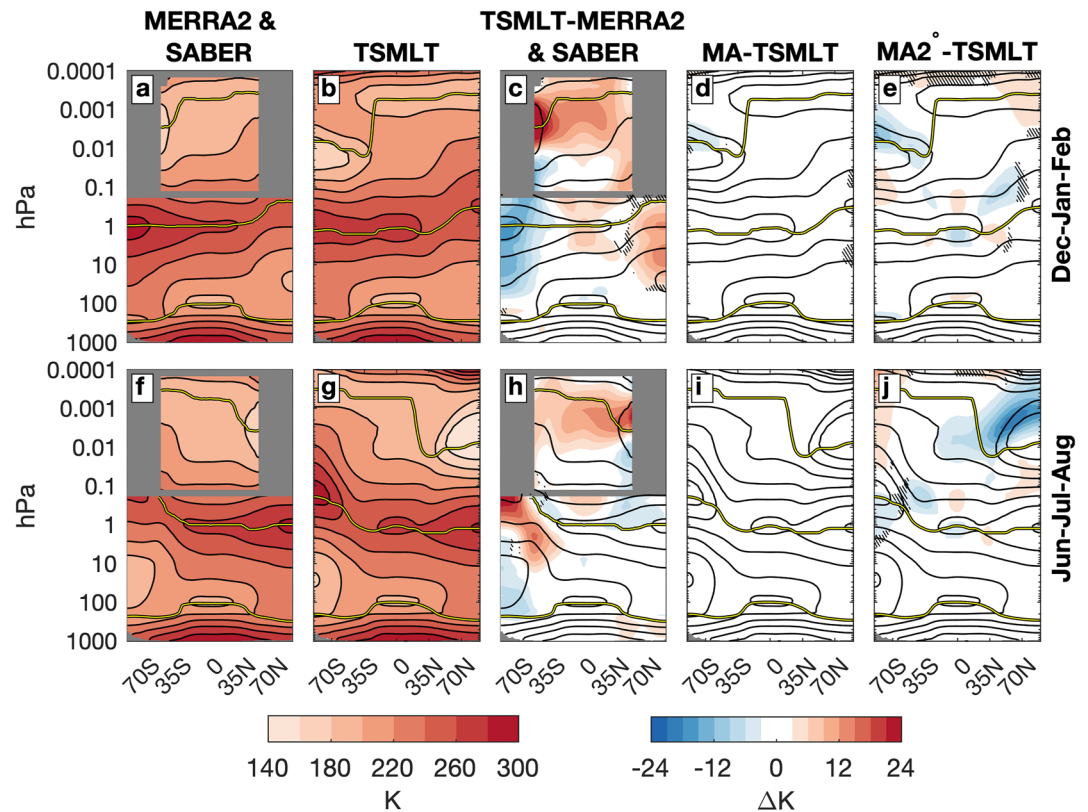 MERRA2 & SABER
TSMLT
TSMLT-MERRA2 & SABER
MA-TSMLT
MA2°-TSMLT
a
b
c
d
e
0.0001
0.001
0.01
0.1
1
10
100
1000
hPa
Dec-Jan-Feb
f
g
h
i
j
0.0001
0.001
0.01
0.1
1
10
100
1000
hPa
Jun-Jul-Aug
70S 35S 0 35N 70N
70S 35S 0 35N 70N
70S 35S 0 35N 70N
70S 35S 0 35N 70N
70S 35S 0 35N 70N
140 180 220 260 300
K
-24 -12 0 12 24
ΔK